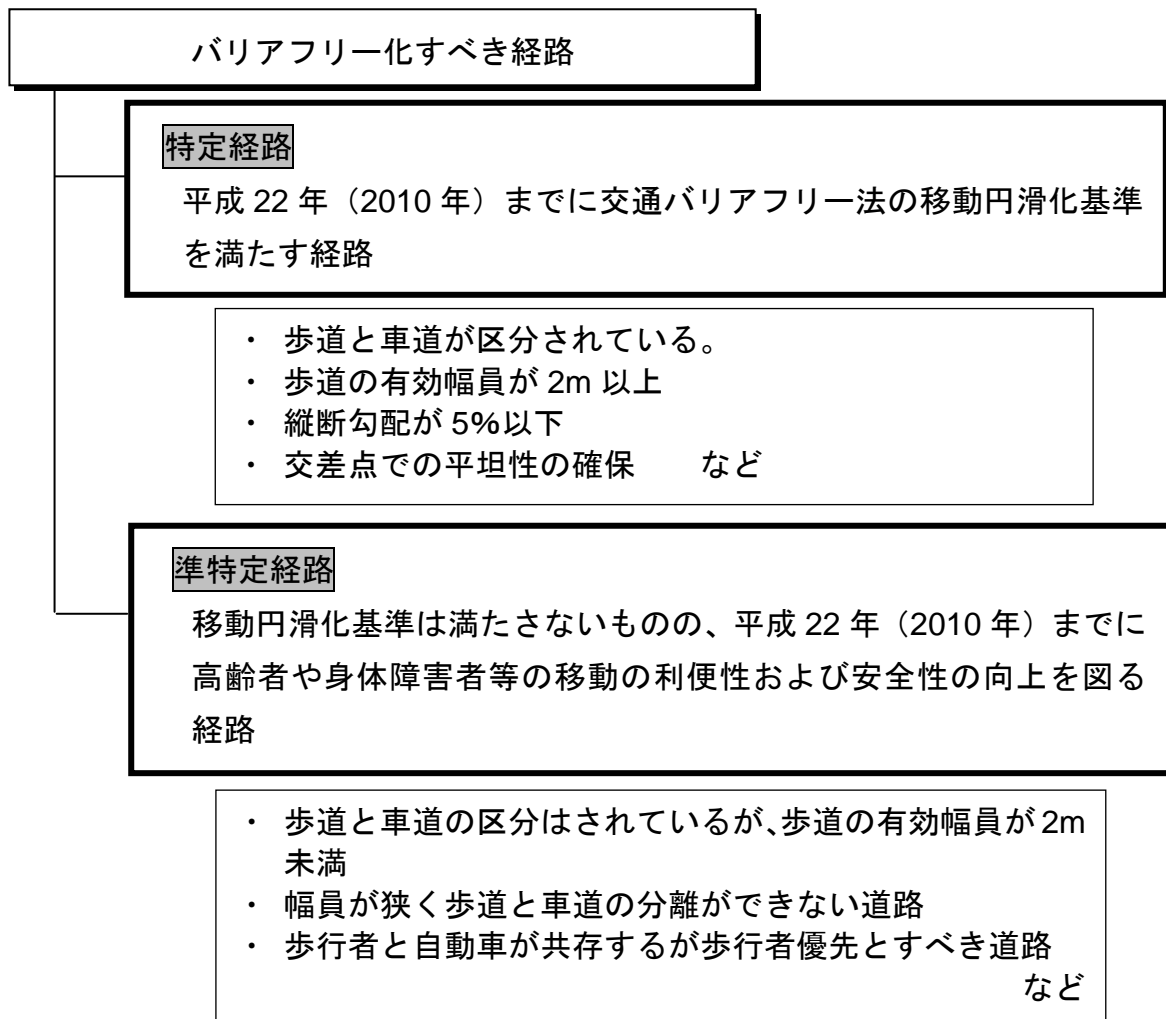 バリアフリー化すべき経路
特定経路
平成 22 年（2010 年）までに交通バリアフリー法の移動円滑化基準
を満たす経路
・ 歩道と車道が区分されている。
・ 歩道の有効幅員が 2m 以上
・ 縦断勾配が 5%以下
・ 交差点での平坦性の確保　　など
準特定経路
移動円滑化基準は満たさないものの、平成 22 年（2010 年）までに
高齢者や身体障害者等の移動の利便性および安全性の向上を図る
経路
・ 歩道と車道の区分はされているが、歩道の有効幅員が 2m
未満
・ 幅員が狭く歩道と車道の分離ができない道路
・ 歩行者と自動車が共存するが歩行者優先とすべき道路
など